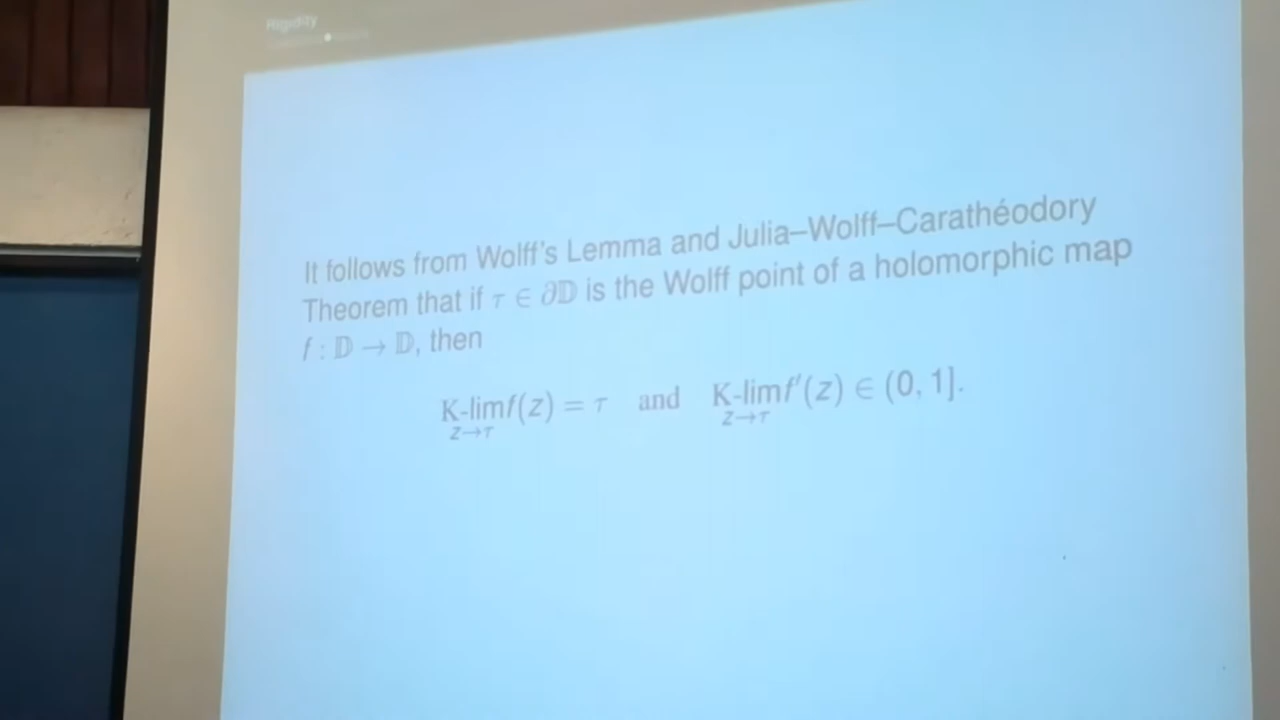 Rigidity
It follows from Wolff's Lemma and Julia–Wolff–Carathéodory
Theorem that if τ ∈ ∂𝔻 is the Wolff point of a holomorphic map
f : 𝔻 → 𝔻, then
K-lim f(z) = τ and K-lim f′(z) ∈ (0, 1].
z→τ z→τ